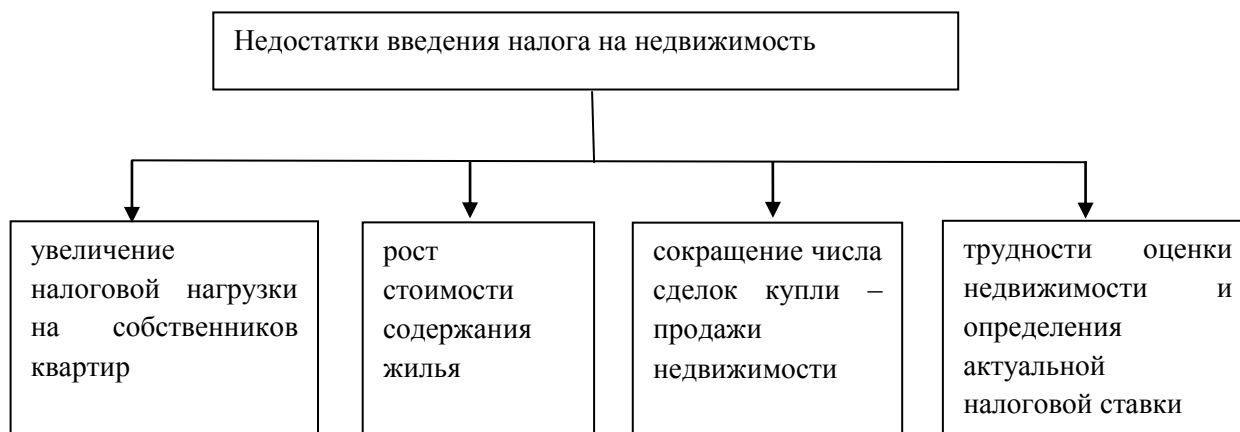 Недостатки введения налога на недвижимость
увеличение
налоговой нагрузки
на собственников
квартир
рост
стоимости
содержания
жилья
сокращение числа
сделок купли –
продажи
недвижимости
трудности оценки
недвижимости и
определения
актуальной
налоговой ставки